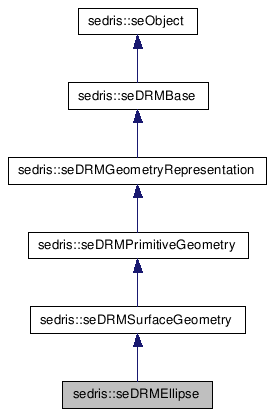 sedris::seObject
sedris::seDRMBase
sedris::seDRMGeometryRepresentation
sedris::seDRMPrimitiveGeometry
sedris::seDRMSurfaceGeometry
sedris::seDRMEllipse